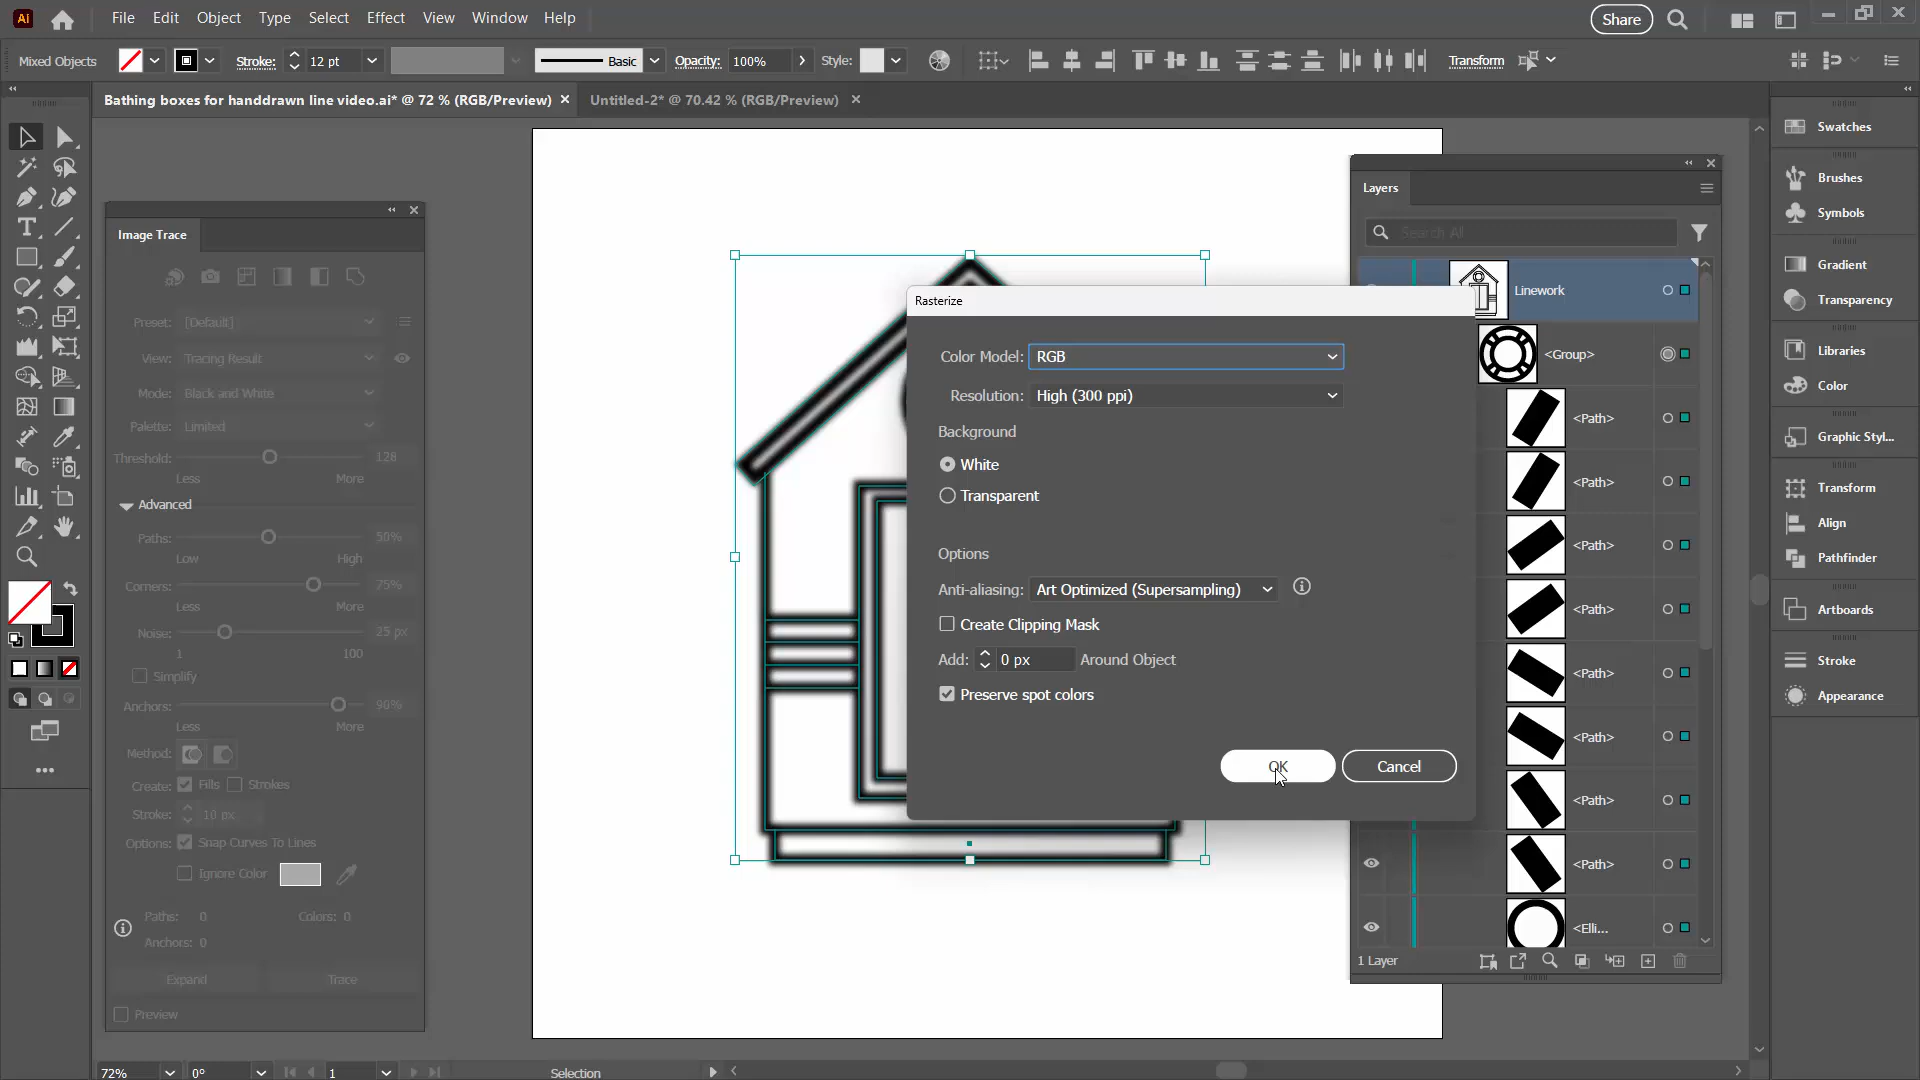 Ai File Edit Object Type Select Effect View Window Help Share
Mixed Objects Stroke: 12 pt Basic Opacity: 100% Style: Transform
Bathing boxes for handdrawn line video.ai* @ 72 % (RGB/Preview) Untitled-2* @ 70.42 % (RGB/Preview)
Image Trace
Preset: [Default]
View: Tracing Result
Mode: Black and White
Palette: Limited
Threshold: 128
Less More
Advanced
Paths: 50%
Low High
Corners: 75%
Less More
Noise: 25 px
1 100
Simplify
Anchors: 90%
Less More
Method:
Create: Fills Strokes
Stroke: 10 px
Options: Snap Curves To Lines
Ignore Color
Paths: 0 Colors: 0
Anchors: 0
Expand Trace
Preview
Rasterize
Color Model: RGB
Resolution: High (300 ppi)
Background
White
Transparent
Options
Anti-aliasing: Art Optimized (Supersampling)
Create Clipping Mask
Add: 0 px Around Object
Preserve spot colors
OK Cancel
Layers
Search All
Linework
<Group>
<Path>
<Path>
<Path>
<Path>
<Path>
<Path>
<Path>
<Path>
<Elli...
1 Layer
Swatches
Brushes
Symbols
Gradient
Transparency
Libraries
Color
Graphic Styl...
Transform
Align
Pathfinder
Artboards
Stroke
Appearance
72% 0° 1 Selection